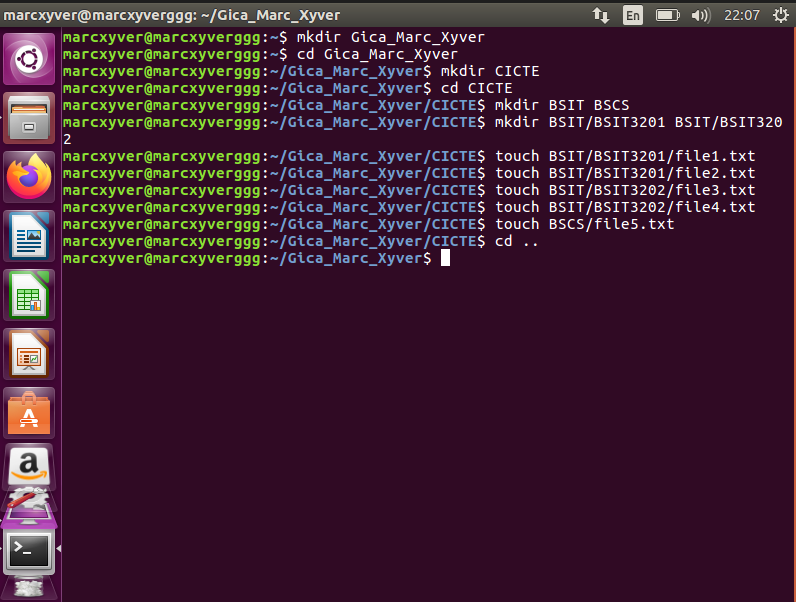 marcxyver@marcxyverggg: ~/Gica_Marc_Xyver
En
22:07
marcxyver@marcxyverggg:~$ mkdir Gica_Marc_Xyver
marcxyver@marcxyverggg:~$ cd Gica_Marc_Xyver
marcxyver@marcxyverggg:~/Gica_Marc_Xyver$ mkdir CICTE
marcxyver@marcxyverggg:~/Gica_Marc_Xyver$ cd CICTE
marcxyver@marcxyverggg:~/Gica_Marc_Xyver/CICTE$ mkdir BSIT BSCS
marcxyver@marcxyverggg:~/Gica_Marc_Xyver/CICTE$ mkdir BSIT/BSIT3201 BSIT/BSIT320
2
marcxyver@marcxyverggg:~/Gica_Marc_Xyver/CICTE$ touch BSIT/BSIT3201/file1.txt
marcxyver@marcxyverggg:~/Gica_Marc_Xyver/CICTE$ touch BSIT/BSIT3201/file2.txt
marcxyver@marcxyverggg:~/Gica_Marc_Xyver/CICTE$ touch BSIT/BSIT3202/file3.txt
marcxyver@marcxyverggg:~/Gica_Marc_Xyver/CICTE$ touch BSIT/BSIT3202/file4.txt
marcxyver@marcxyverggg:~/Gica_Marc_Xyver/CICTE$ touch BSCS/file5.txt
marcxyver@marcxyverggg:~/Gica_Marc_Xyver/CICTE$ cd ..
marcxyver@marcxyverggg:~/Gica_Marc_Xyver$